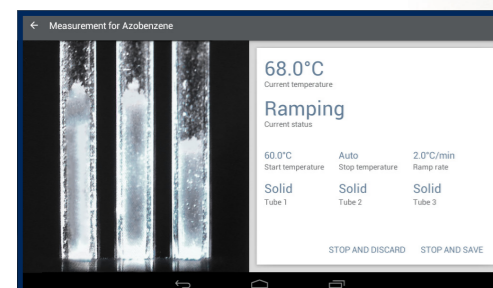 ← Measurement for Azobenzene
68.0°C
Current temperature
Ramping
Current status
60.0°C Auto 2.0°C/min
Start temperature Stop temperature Ramp rate
Solid Solid Solid
Tube 1 Tube 2 Tube 3
STOP AND DISCARD STOP AND SAVE